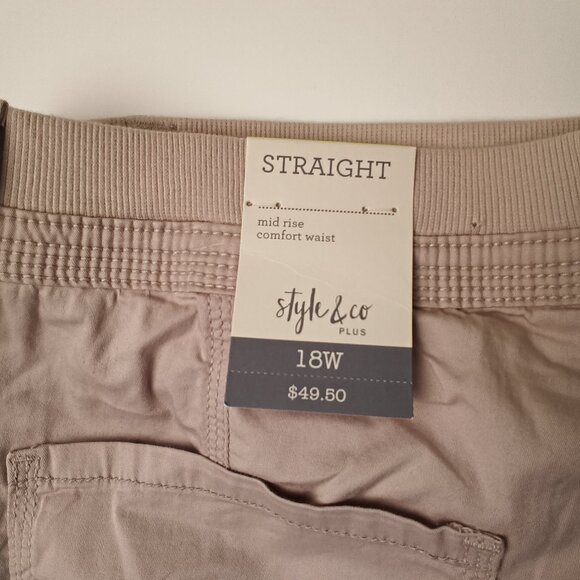 STRAIGHT
mid rise
comfort waist
style & co
PLUS
18W
$49.50